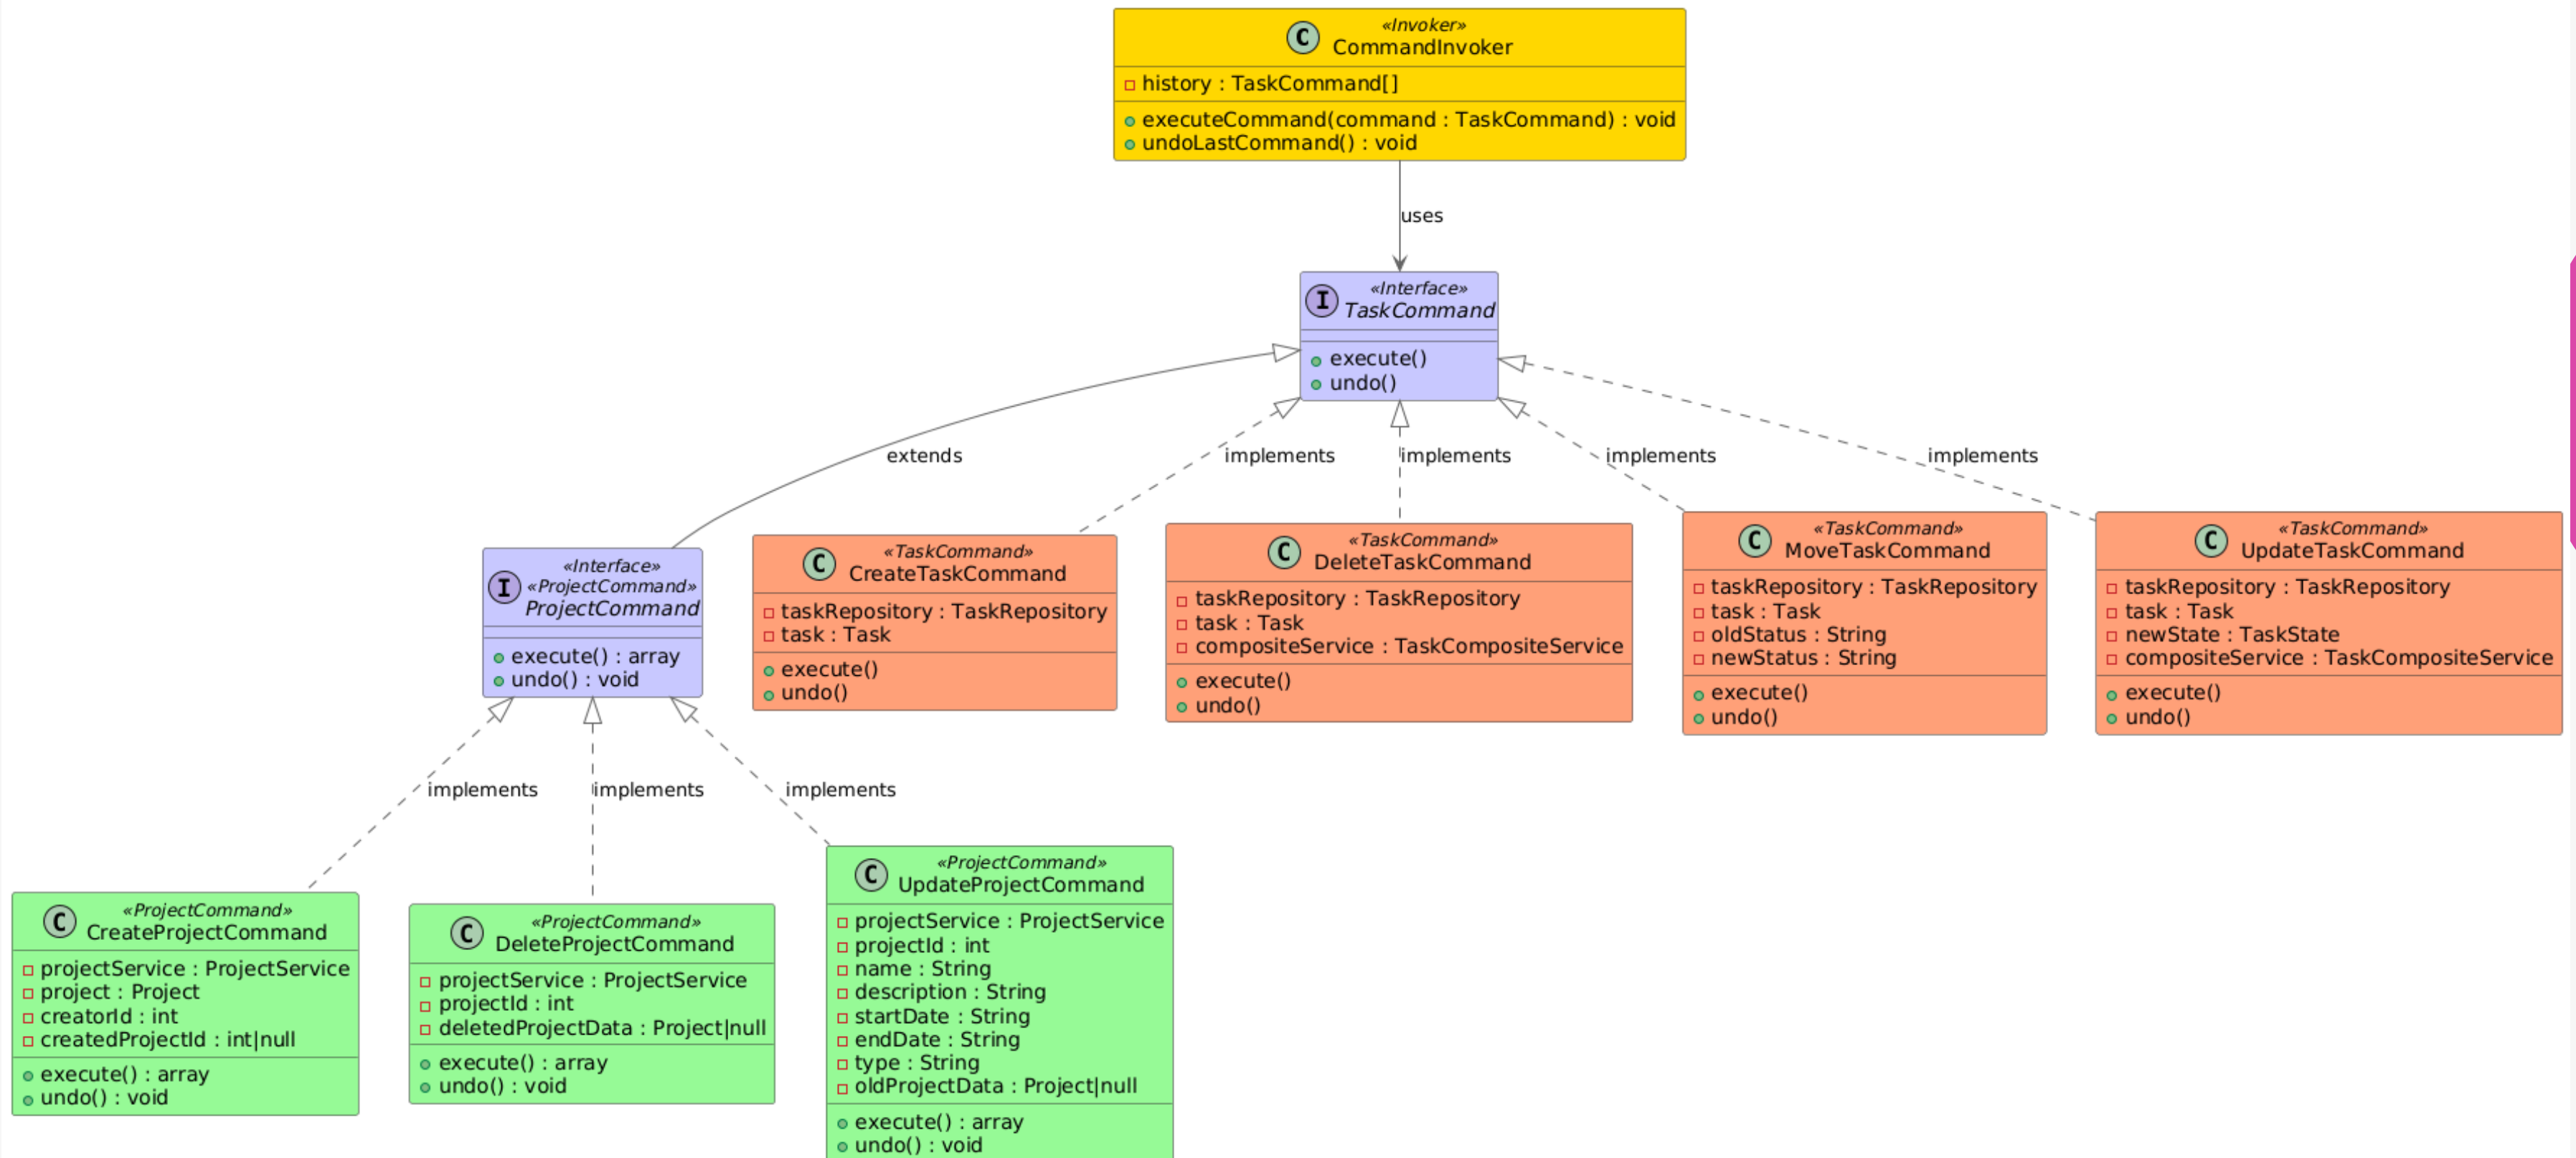 «Invoker»
C CommandInvoker
history : TaskCommand[]
executeCommand(command : TaskCommand) : void
undoLastCommand() : void
uses
«Interface»
I TaskCommand
execute()
undo()
extends
implements
implements
implements
implements
«Interface»
«ProjectCommand»
I ProjectCommand
execute() : array
undo() : void
«TaskCommand»
C CreateTaskCommand
taskRepository : TaskRepository
task : Task
execute()
undo()
«TaskCommand»
C DeleteTaskCommand
taskRepository : TaskRepository
task : Task
compositeService : TaskCompositeService
execute()
undo()
«TaskCommand»
C MoveTaskCommand
taskRepository : TaskRepository
task : Task
oldStatus : String
newStatus : String
execute()
undo()
«TaskCommand»
C UpdateTaskCommand
taskRepository : TaskRepository
task : Task
newState : TaskState
compositeService : TaskCompositeService
execute()
undo()
implements
implements
implements
«ProjectCommand»
C CreateProjectCommand
projectService : ProjectService
project : Project
creatorId : int
createdProjectId : int|null
execute() : array
undo() : void
«ProjectCommand»
C DeleteProjectCommand
projectService : ProjectService
projectId : int
deletedProjectData : Project|null
execute() : array
undo() : void
«ProjectCommand»
C UpdateProjectCommand
projectService : ProjectService
projectId : int
name : String
description : String
startDate : String
endDate : String
type : String
oldProjectData : Project|null
execute() : array
undo() : void